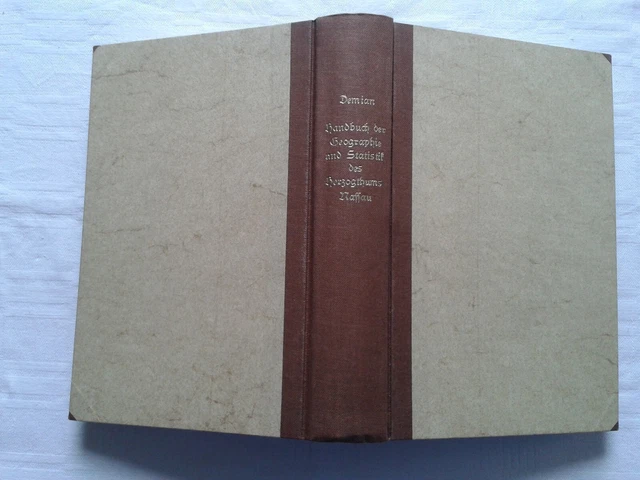 Demian
Handbuch der
Geographie
und Statistik
des
Herzogthums
Nassau